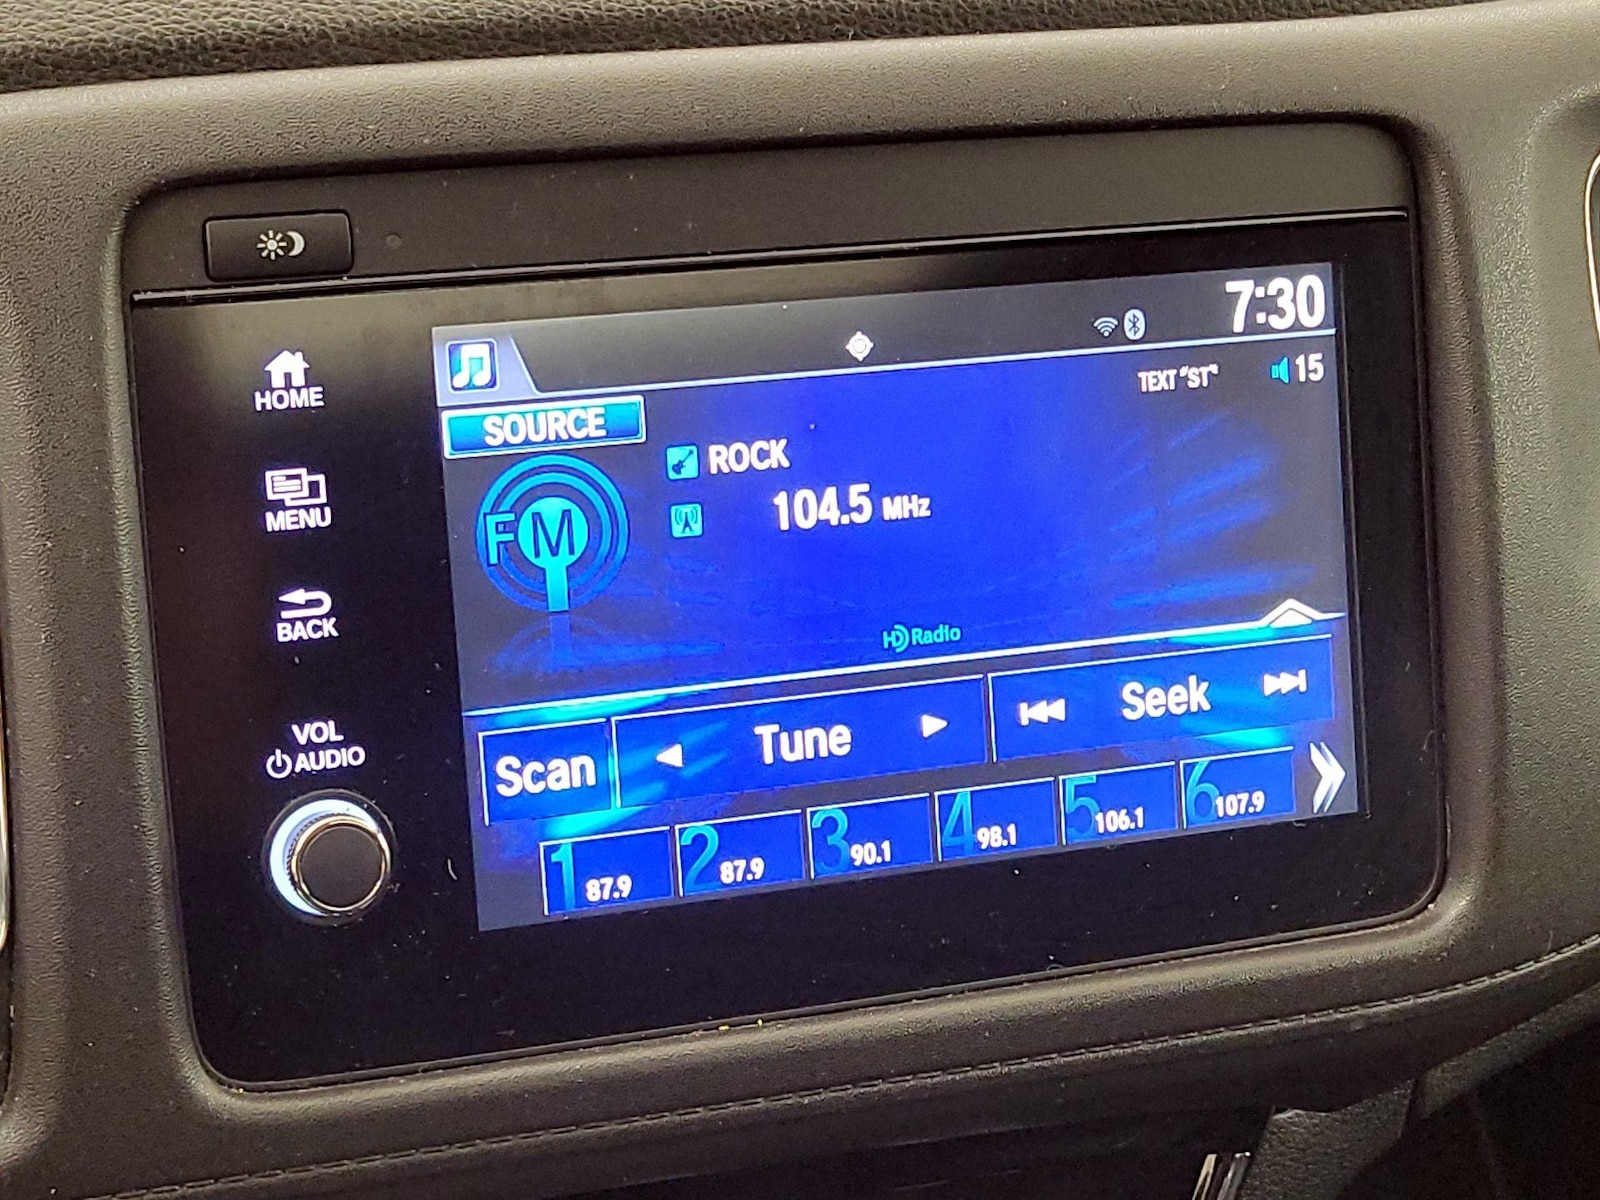 7:30
TEXT "ST"
15
HOME
SOURCE
ROCK
FM
104.5 MHz
MENU
BACK
HD Radio
VOL
AUDIO
Scan
Tune
Seek
1 87.9
2 87.9
3 90.1
4 98.1
5 106.1
6 107.9